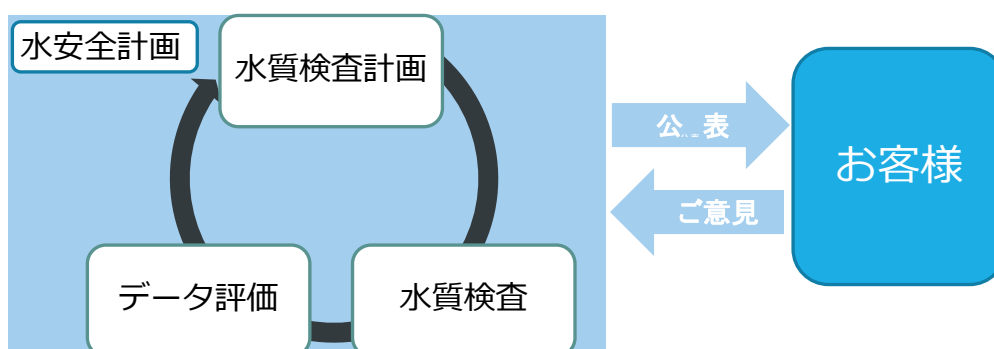 水安全計画
水質検査計画
公表
お客様
ご意見
データ評価
水質検査